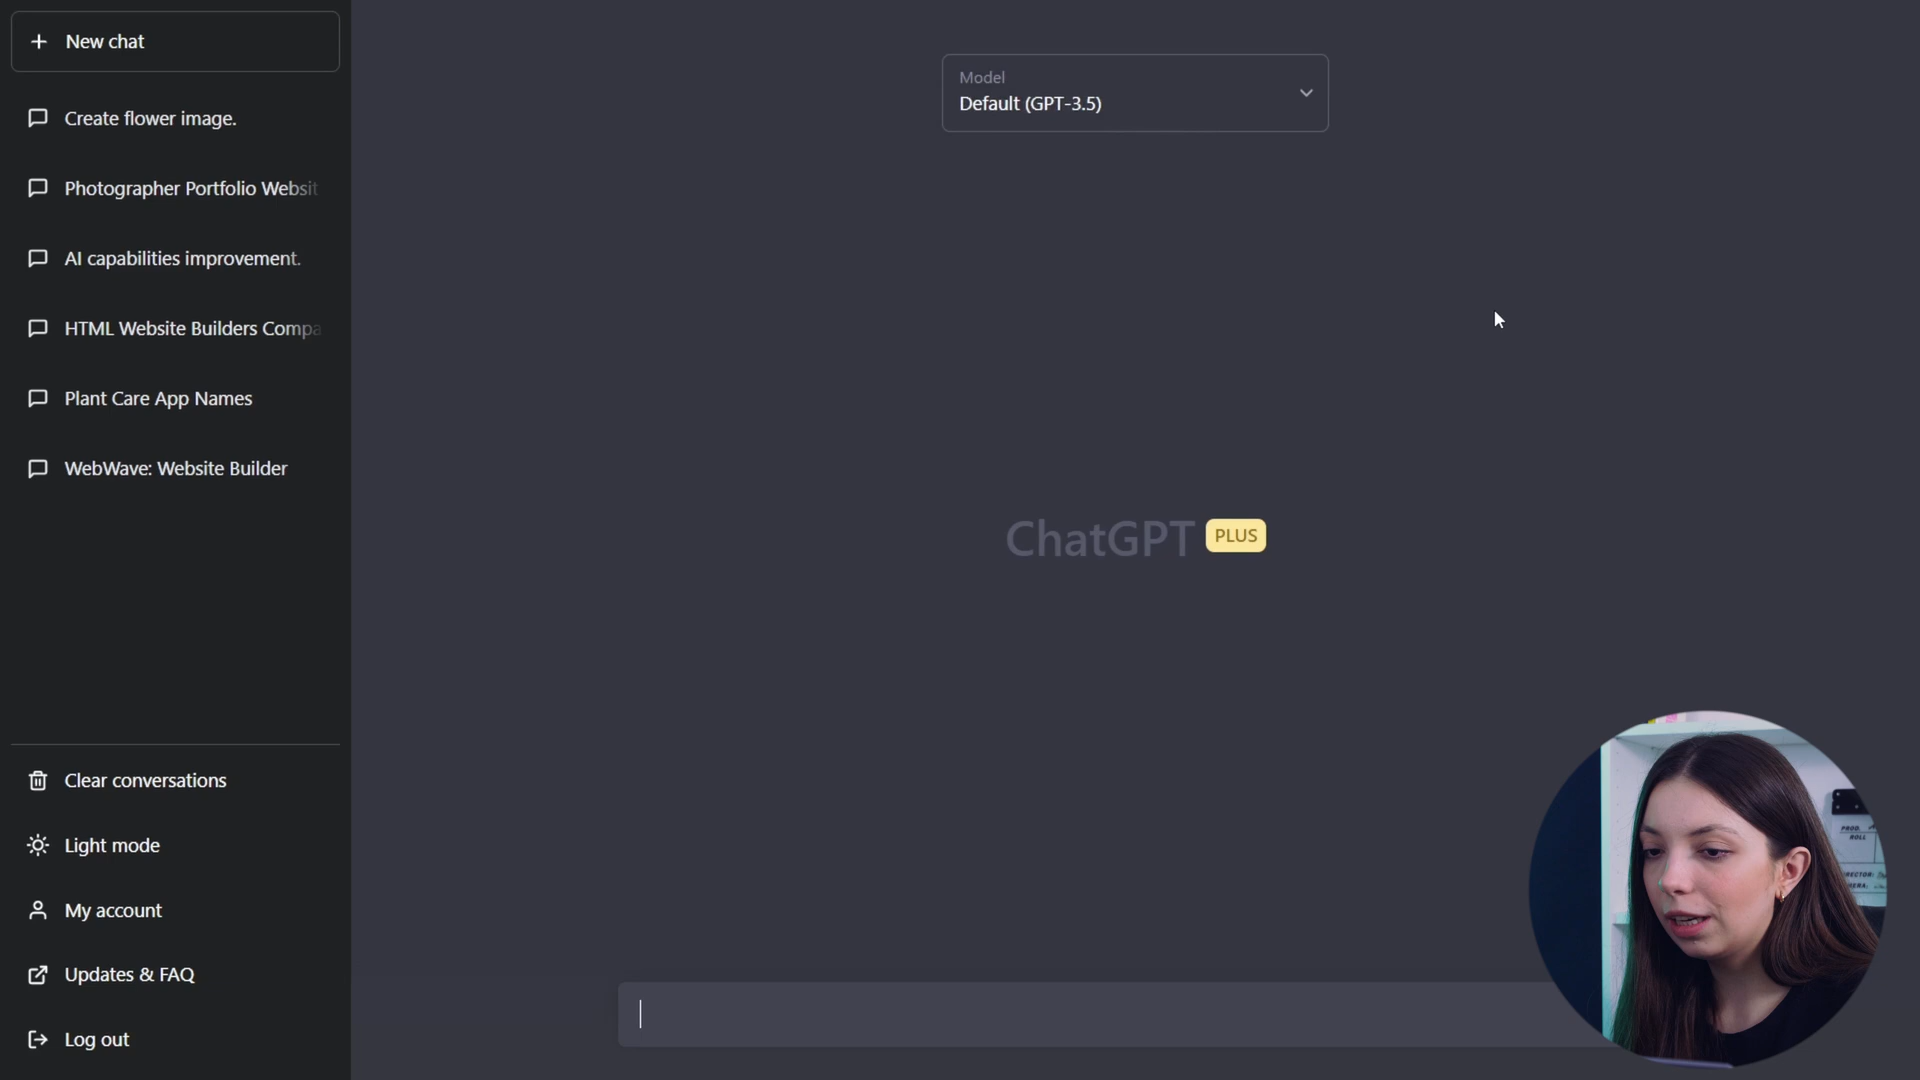 New chat
Create flower image.
Photographer Portfolio Websit
AI capabilities improvement.
HTML Website Builders Compa
Plant Care App Names
WebWave: Website Builder
Clear conversations
Light mode
My account
Updates & FAQ
Log out
Model
Default (GPT-3.5)
ChatGPT PLUS
PROD.
ROLL